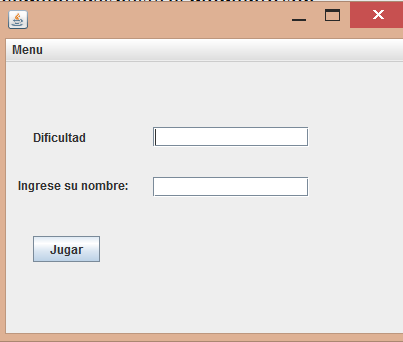 Menu
Dificultad
Ingrese su nombre:
Jugar